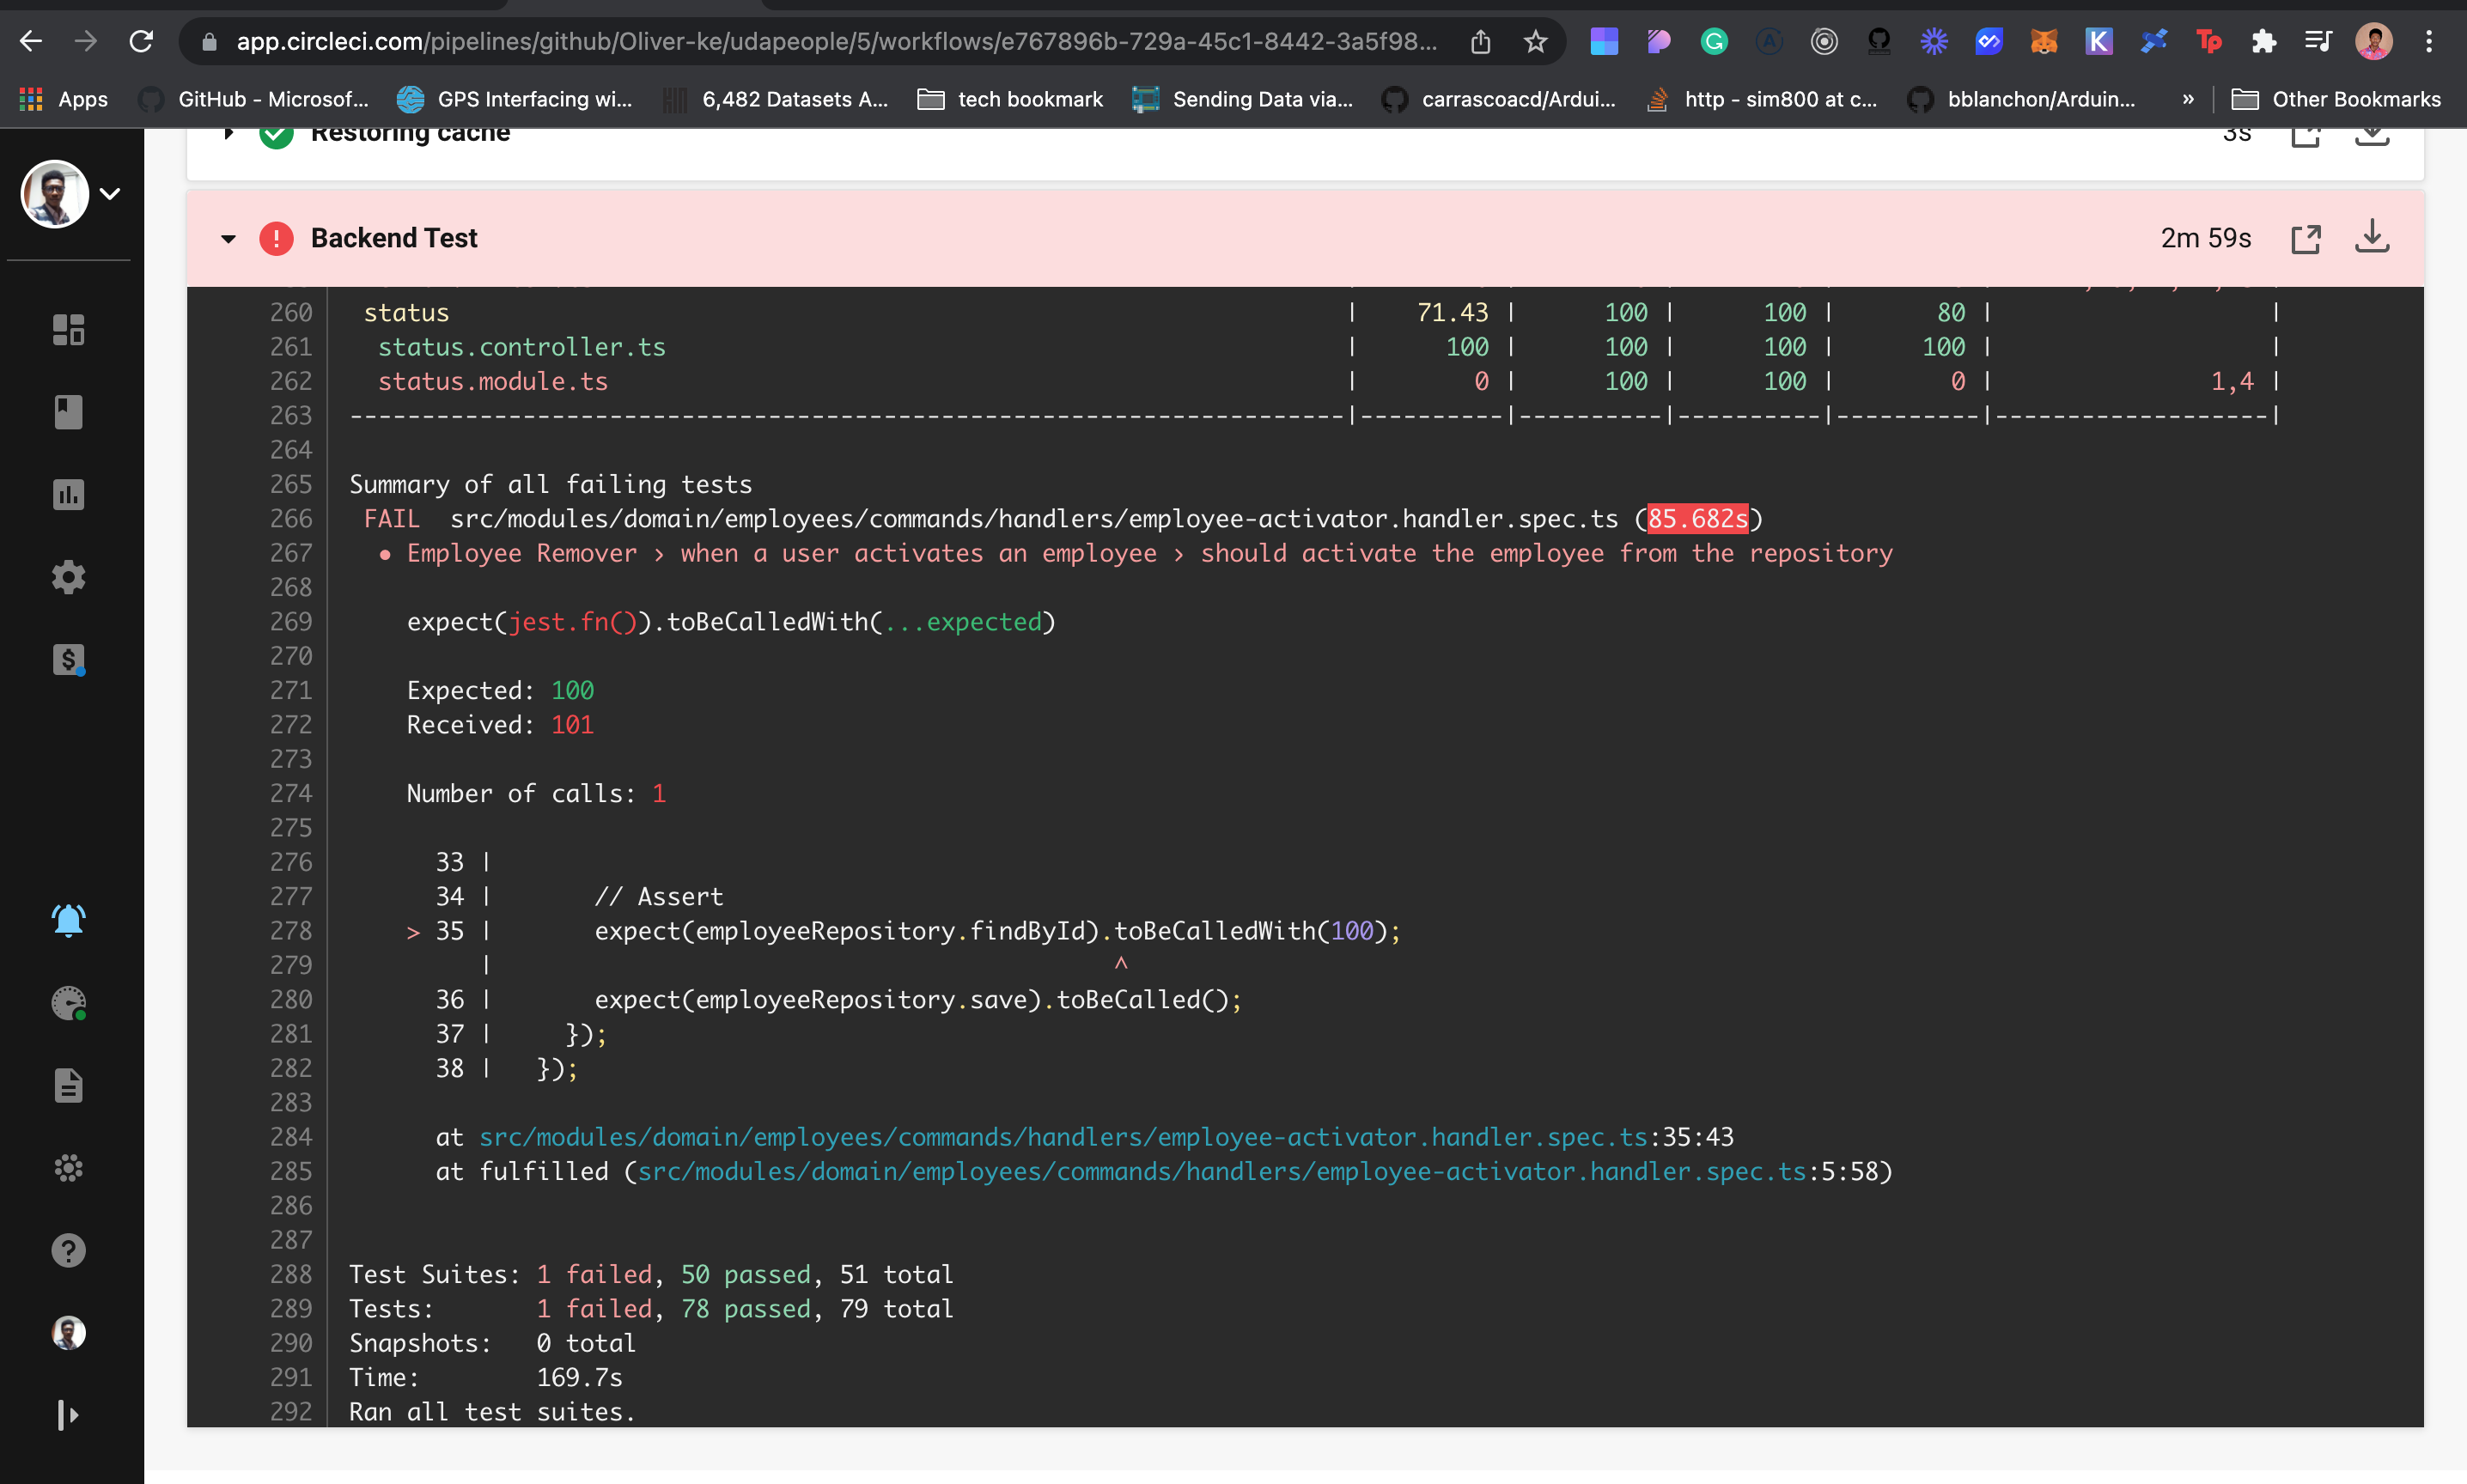 app.circleci.com/pipelines/github/Oliver-ke/udapeople/5/workflows/e767896b-729a-45c1-8442-3a5f98...
Apps GitHub - Microsof... GPS Interfacing wi... 6,482 Datasets A... tech bookmark Sending Data via... carrascoacd/Ardui... http - sim800 at c... bblanchon/Arduin... » Other Bookmarks
Restoring cache 3s
Backend Test 2m 59s
260 status | 71.43 | 100 | 100 | 80 | |
261 status.controller.ts | 100 | 100 | 100 | 100 | |
262 status.module.ts | 0 | 100 | 100 | 0 | 1,4 |
263 ---------------------------------------------------------------------|----------|----------|----------|----------|-------------------|
264
265 Summary of all failing tests
266 FAIL src/modules/domain/employees/commands/handlers/employee-activator.handler.spec.ts (85.682s)
267 ● Employee Remover › when a user activates an employee › should activate the employee from the repository
268
269 expect(jest.fn()).toBeCalledWith(...expected)
270
271 Expected: 100
272 Received: 101
273
274 Number of calls: 1
275
276 33 |
277 34 | // Assert
278 > 35 | expect(employeeRepository.findById).toBeCalledWith(100);
279 | ^
280 36 | expect(employeeRepository.save).toBeCalled();
281 37 | });
282 38 | });
283
284 at src/modules/domain/employees/commands/handlers/employee-activator.handler.spec.ts:35:43
285 at fulfilled (src/modules/domain/employees/commands/handlers/employee-activator.handler.spec.ts:5:58)
286
287
288 Test Suites: 1 failed, 50 passed, 51 total
289 Tests: 1 failed, 78 passed, 79 total
290 Snapshots: 0 total
291 Time: 169.7s
292 Ran all test suites.